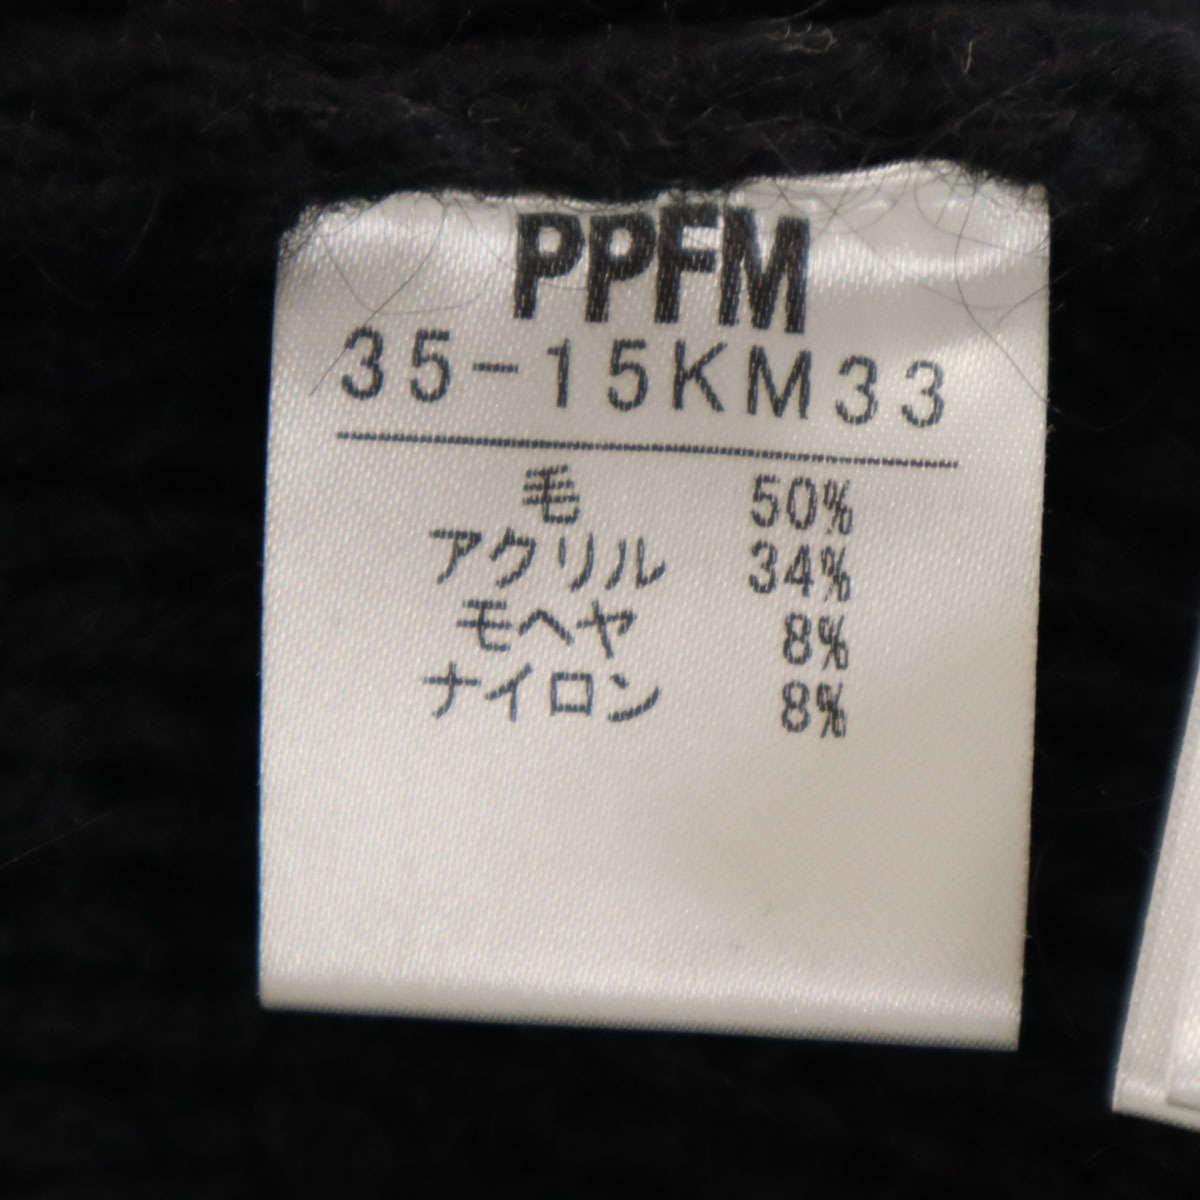 PPFM
35-15KM33
毛 50%
アクリル 34%
モヘヤ 8%
ナイロン 8%